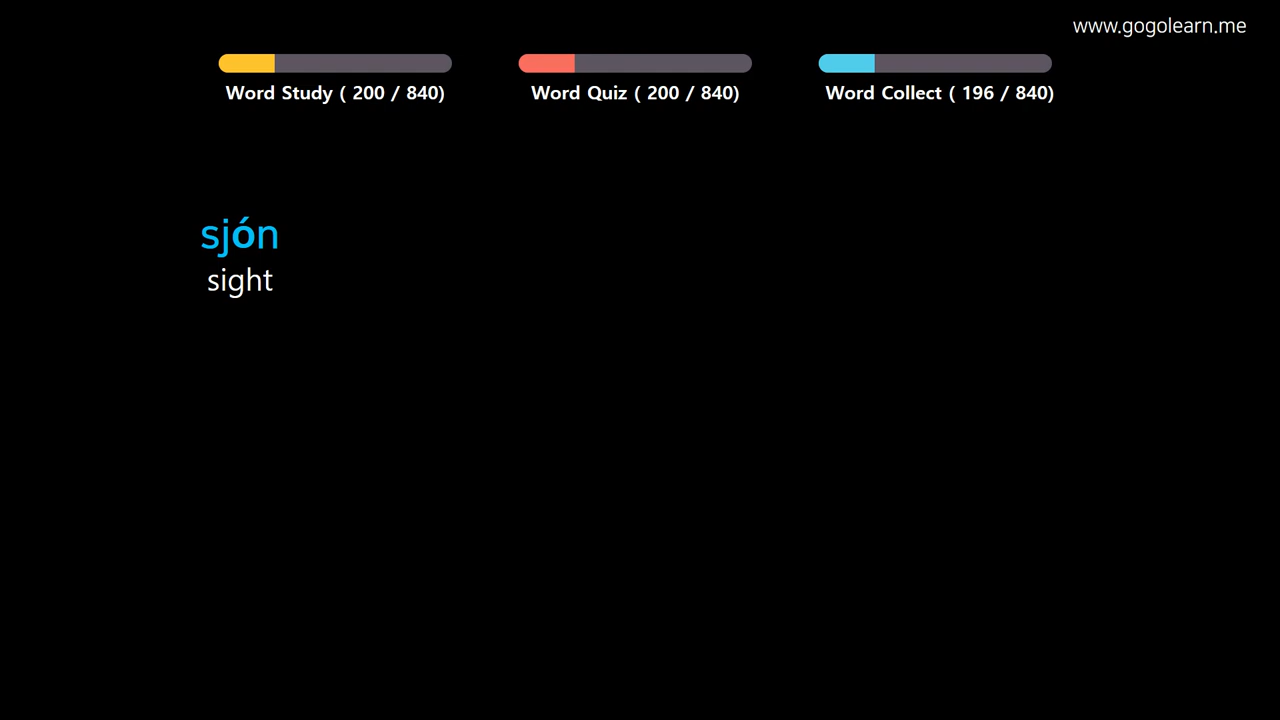 www.gogolearn.me
Word Study ( 200 / 840)
Word Quiz ( 200 / 840)
Word Collect ( 196 / 840)
sjón
sight